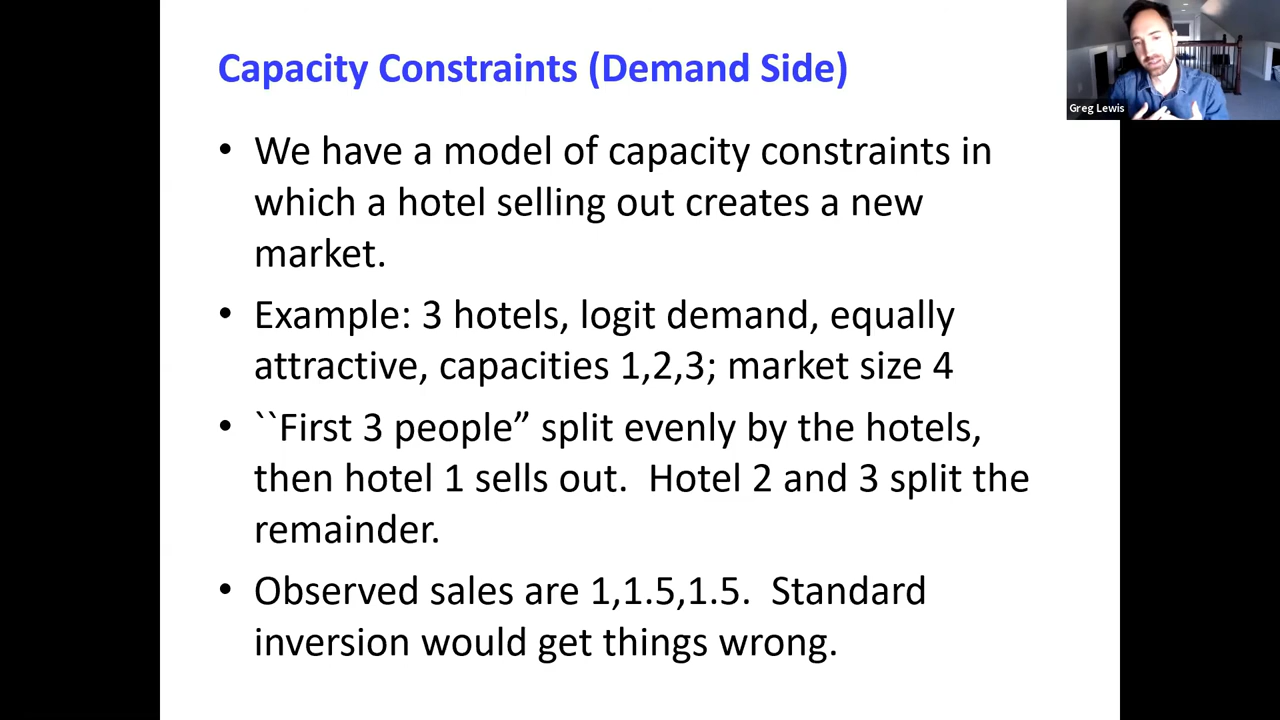 Capacity Constraints (Demand Side)
Greg Lewis
• We have a model of capacity constraints in
which a hotel selling out creates a new
market.
• Example: 3 hotels, logit demand, equally
attractive, capacities 1,2,3; market size 4
• ``First 3 people” split evenly by the hotels,
then hotel 1 sells out.  Hotel 2 and 3 split the
remainder.
• Observed sales are 1,1.5,1.5.  Standard
inversion would get things wrong.